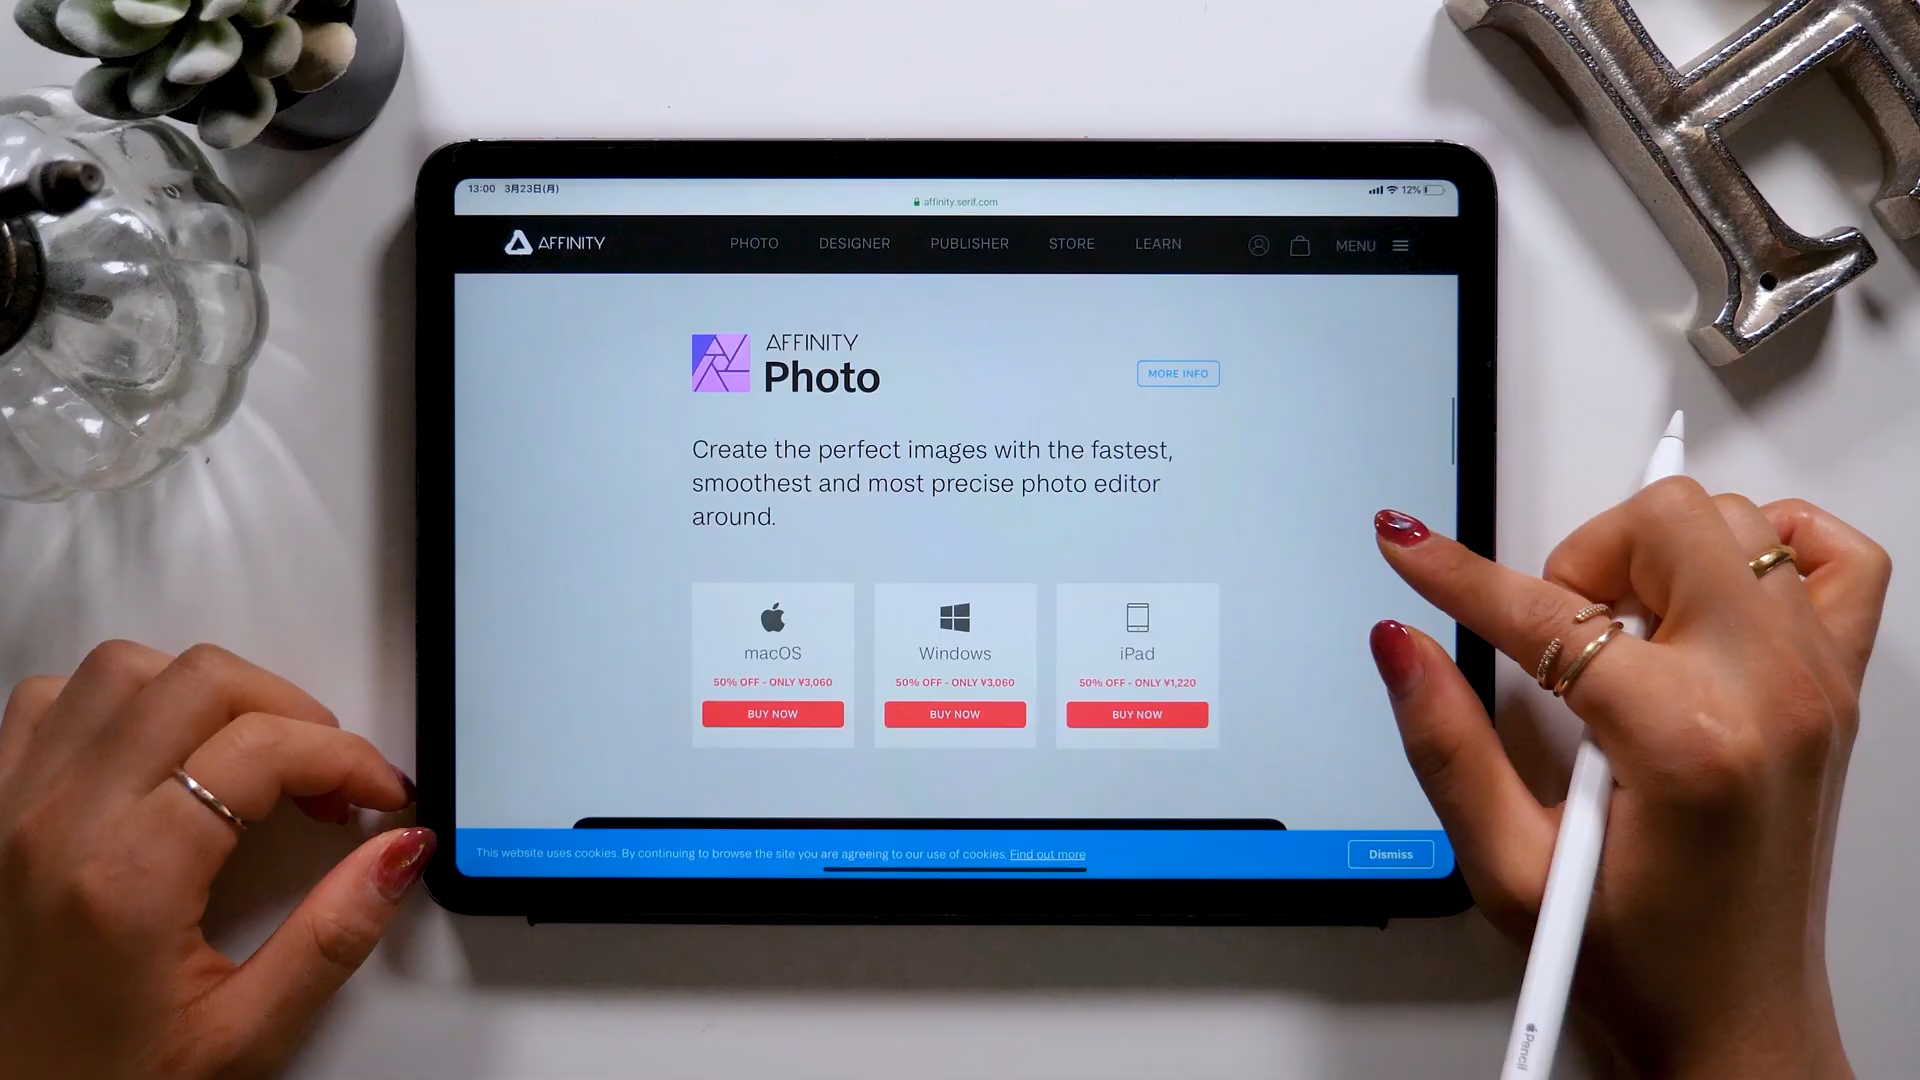 13:00 3月23日(月)
12%
affinity.serif.com
AFFINITY PHOTO DESIGNER PUBLISHER STORE LEARN MENU
AFFINITY
Photo
MORE INFO
Create the perfect images with the fastest,
smoothest and most precise photo editor
around.
macOS
50% OFF - ONLY ¥3,060
BUY NOW
Windows
50% OFF - ONLY ¥3,060
BUY NOW
iPad
50% OFF - ONLY ¥1,220
BUY NOW
This website uses cookies. By continuing to browse the site you are agreeing to our use of cookies. Find out more
Dismiss
Pencil